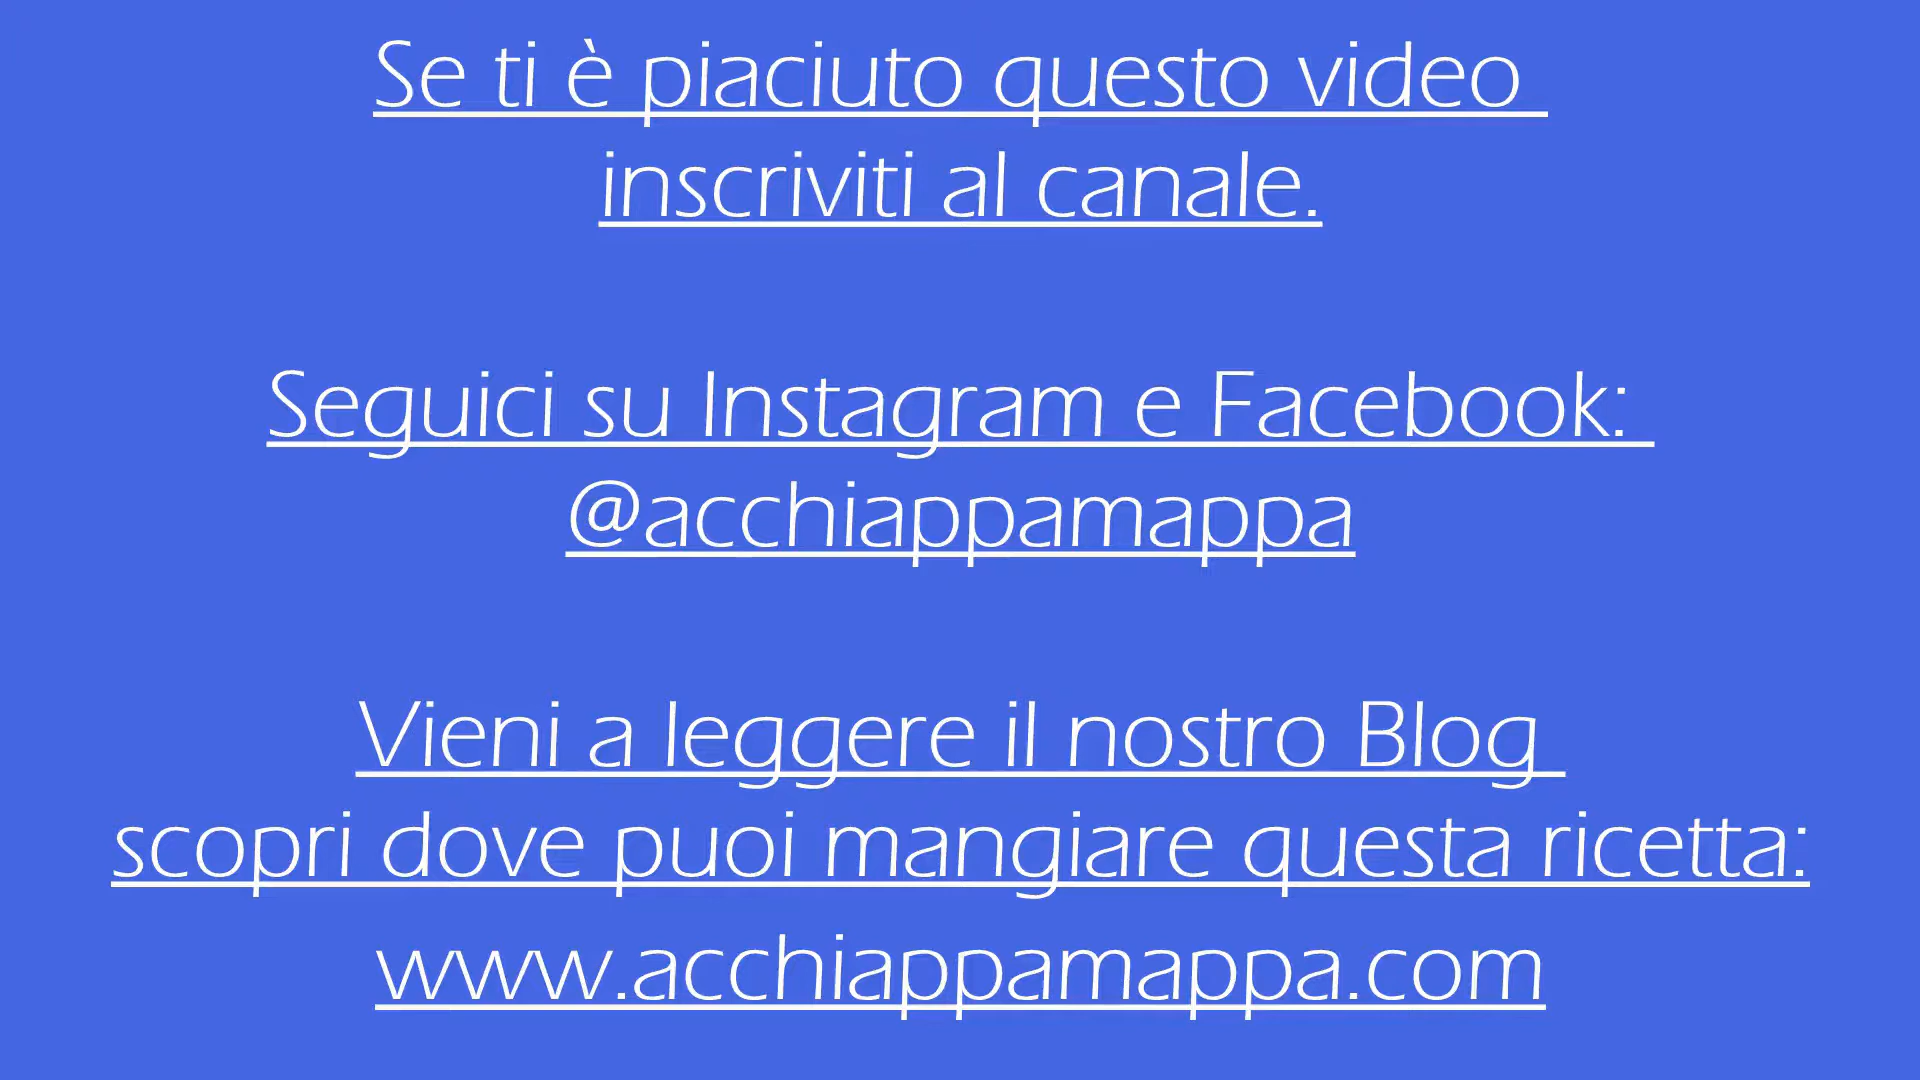 Se ti è piaciuto questo video
inscriviti al canale.
Seguici su Instagram e Facebook:
@acchiappamappa
Vieni a leggere il nostro Blog
scopri dove puoi mangiare questa ricetta:
www.acchiappamappa.com